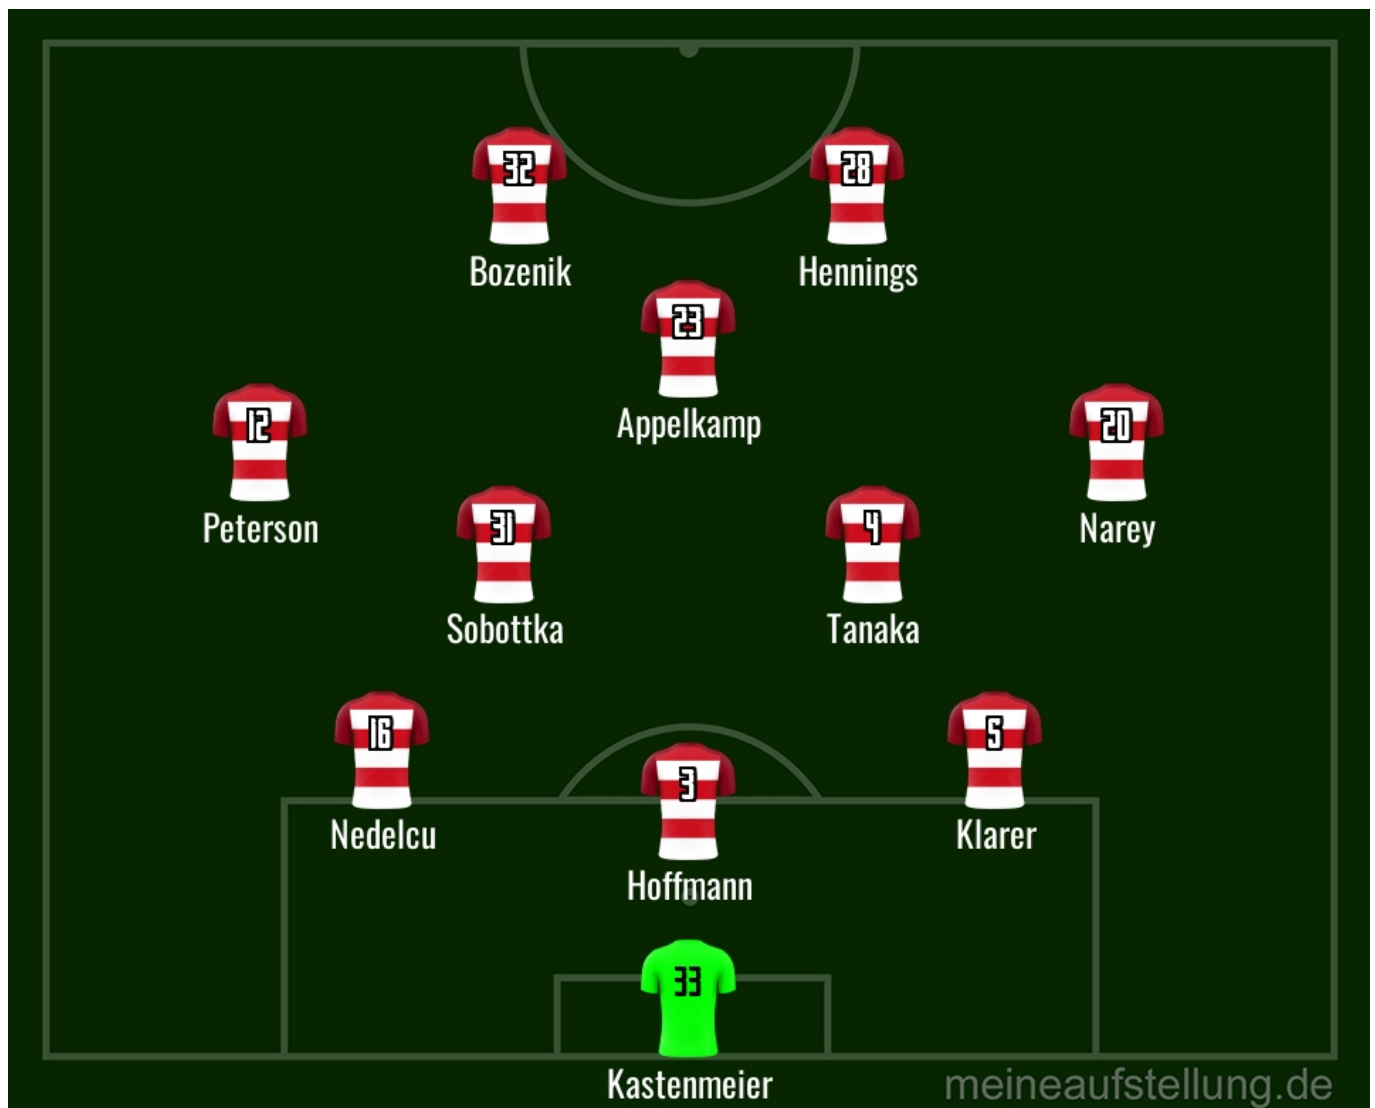 32
28
Bozenik
Hennings
23
Appelkamp
12
20
Peterson
Narey
31
4
Sobottka
Tanaka
16
5
Nedelcu
Klarer
3
Hoffmann
33
Kastenmeier
meineaufstellung.de